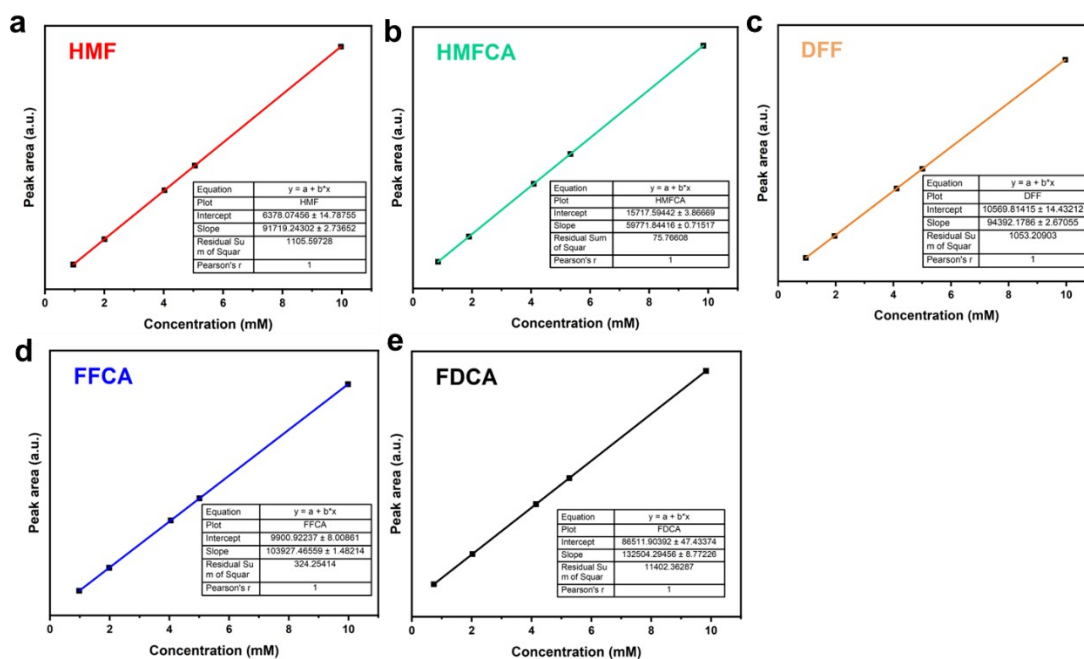 a
HMF
Peak area (a.u.)
Equation y = a + b*x
Plot HMF
Intercept 6378.07456 ± 14.78755
Slope 91719.24302 ± 2.73652
Residual Su
m of Squar 1105.59728
Pearson's r 1
0 2 4 6 8 10
Concentration (mM)
b
HMFCA
Peak area (a.u.)
Equation y = a + b*x
Plot HMFCA
Intercept 15717.59442 ± 3.86669
Slope 59771.84416 ± 0.71517
Residual Sum
of Squar 75.76608
Pearson's r 1
0 2 4 6 8 10
Concentration (mM)
c
DFF
Peak area (a.u.)
Equation y = a + b*x
Plot DFF
Intercept 10569.81415 ± 14.43212
Slope 94392.1786 ± 2.67055
Residual Su
m of Squar 1053.20903
Pearson's r 1
0 2 4 6 8 10
Concentration (mM)
d
FFCA
Peak area (a.u.)
Equation y = a + b*x
Plot FFCA
Intercept 9900.92237 ± 8.00861
Slope 103927.46559 ± 1.48214
Residual Su
m of Squar 324.25414
Pearson's r 1
0 2 4 6 8 10
Concentration (mM)
e
FDCA
Peak area (a.u.)
Equation y = a + b*x
Plot FDCA
Intercept 86511.90392 ± 47.43374
Slope 132504.29456 ± 8.77226
Residual Su
m of Squar 11402.36287
Pearson's r 1
0 2 4 6 8 10
Concentration (mM)